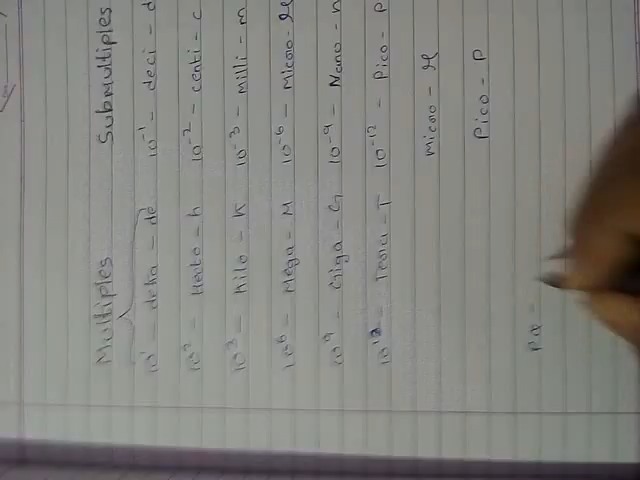 Multiples Submultiples
10¹ - deka - da 10⁻¹ - deci - d
10² - Hecto - h 10⁻² - centi - c
10³ - Kilo - K 10⁻³ - Milli - m
10⁶ - Mega - M 10⁻⁶ - Micro - μ
10⁹ - Giga - G 10⁻⁹ - Nano - n
10¹² - Tera - T 10⁻¹² - Pico - p
Micro - μ
Pico - P